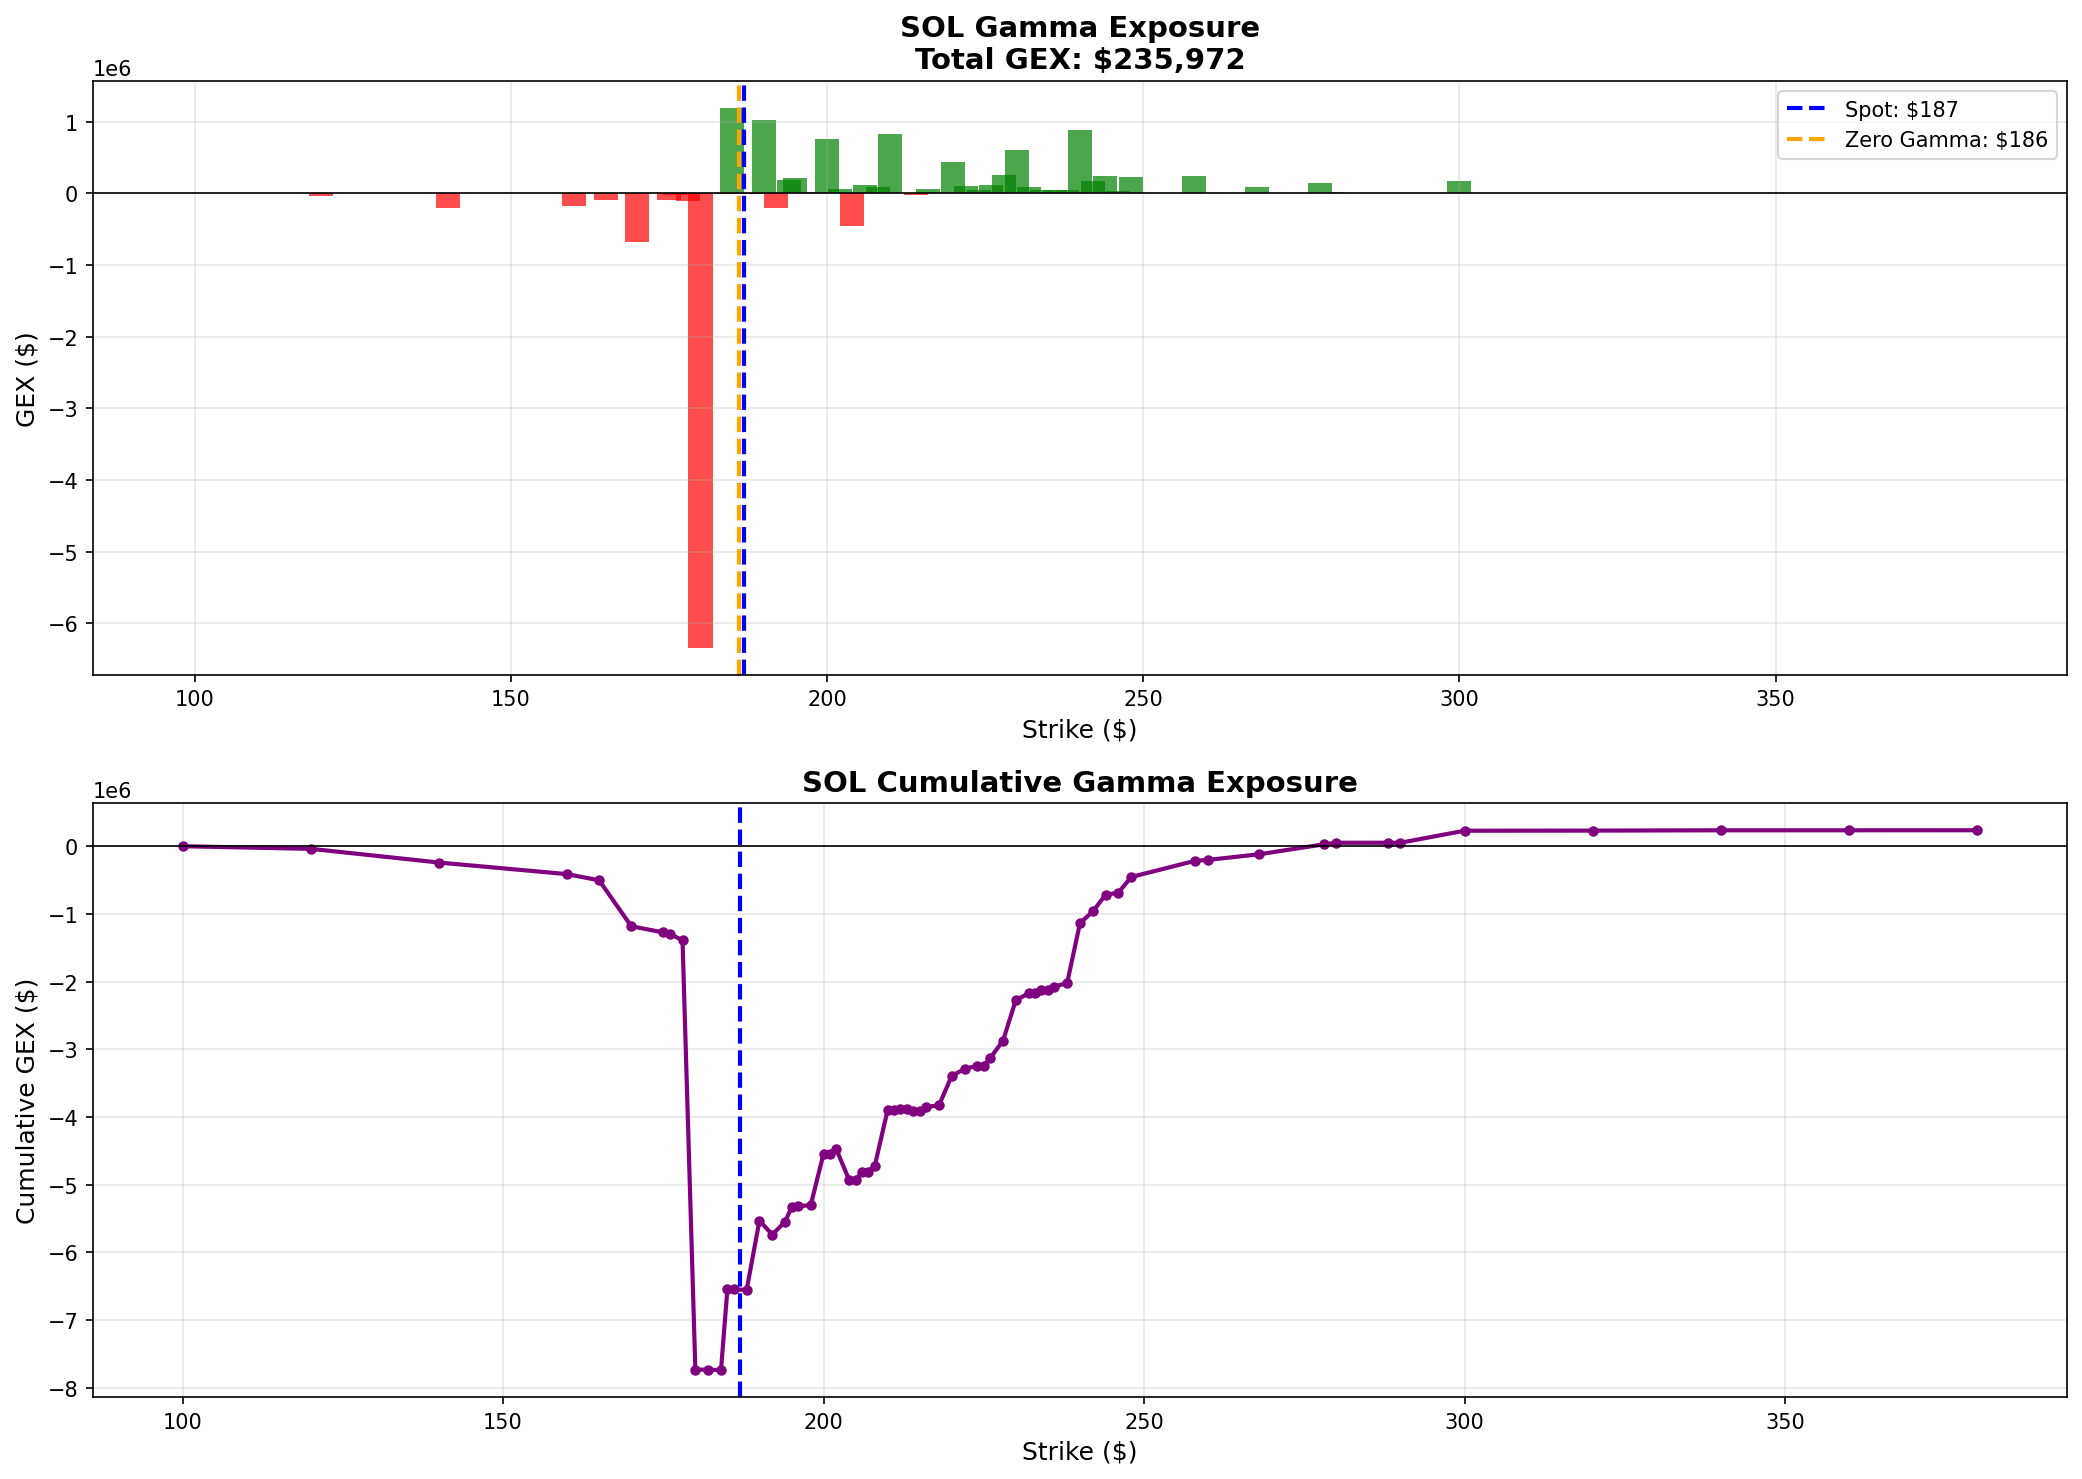 SOL Gamma Exposure
Total GEX: $235,972
1e6
Spot: $187
Zero Gamma: $186
1
0
−1
−2
−3
−4
−5
−6
GEX ($)
100
150
200
250
300
350
Strike ($)
SOL Cumulative Gamma Exposure
1e6
0
−1
−2
−3
−4
−5
−6
−7
−8
Cumulative GEX ($)
100
150
200
250
300
350
Strike ($)